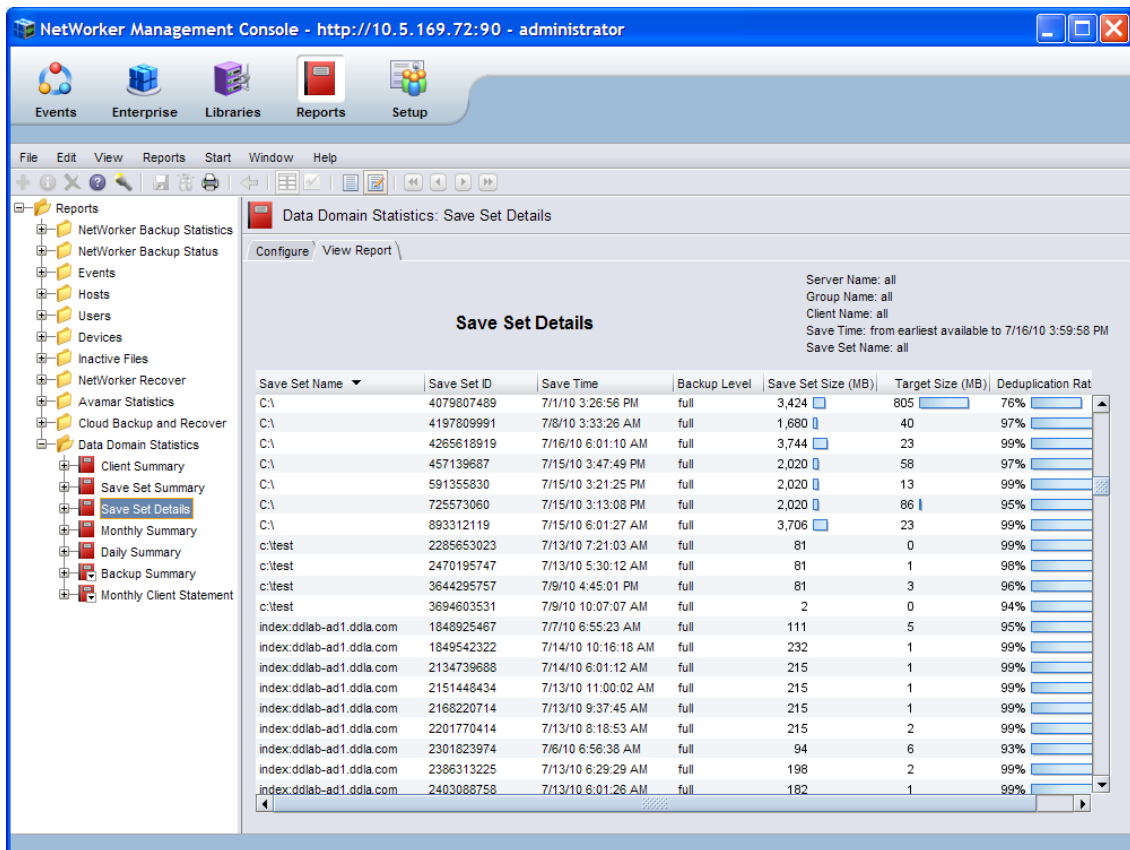 NetWorker Management Console - http://10.5.169.72:90 - administrator
Events Enterprise Libraries Reports Setup
File Edit View Reports Start Window Help
Reports
NetWorker Backup Statistics
NetWorker Backup Status
Events
Hosts
Users
Devices
Inactive Files
NetWorker Recover
Avamar Statistics
Cloud Backup and Recover
Data Domain Statistics
Client Summary
Save Set Summary
Save Set Details
Monthly Summary
Daily Summary
Backup Summary
Monthly Client Statement
Data Domain Statistics: Save Set Details
Configure View Report
Server Name: all
Group Name: all
Client Name: all
Save Time: from earliest available to 7/16/10 3:59:58 PM
Save Set Name: all
Save Set Details
Save Set Name Save Set ID Save Time Backup Level Save Set Size (MB) Target Size (MB) Deduplication Rat
C:\ 4079807489 7/1/10 3:26:56 PM full 3,424 805 76%
C:\ 4197809991 7/8/10 3:33:26 AM full 1,680 40 97%
C:\ 4265618919 7/16/10 6:01:10 AM full 3,744 23 99%
C:\ 457139687 7/15/10 3:47:49 PM full 2,020 58 97%
C:\ 591355830 7/15/10 3:21:25 PM full 2,020 13 99%
C:\ 725573060 7/15/10 3:13:08 PM full 2,020 86 95%
C:\ 893312119 7/15/10 6:01:27 AM full 3,706 23 99%
c:\test 2285653023 7/13/10 7:21:03 AM full 81 0 99%
c:\test 2470195747 7/13/10 5:30:12 AM full 81 1 98%
c:\test 3644295757 7/9/10 4:45:01 PM full 81 3 96%
c:\test 3694603531 7/9/10 10:07:07 AM full 2 0 94%
index:ddlab-ad1.ddla.com 1848925467 7/7/10 6:55:23 AM full 111 5 95%
index:ddlab-ad1.ddla.com 1849542322 7/14/10 10:16:18 AM full 232 1 99%
index:ddlab-ad1.ddla.com 2134739688 7/14/10 6:01:12 AM full 215 1 99%
index:ddlab-ad1.ddla.com 2151448434 7/13/10 11:00:02 AM full 215 1 99%
index:ddlab-ad1.ddla.com 2168220714 7/13/10 9:37:45 AM full 215 1 99%
index:ddlab-ad1.ddla.com 2201770414 7/13/10 8:18:53 AM full 215 2 99%
index:ddlab-ad1.ddla.com 2301823974 7/6/10 6:56:38 AM full 94 6 93%
index:ddlab-ad1.ddla.com 2386313225 7/13/10 6:29:29 AM full 198 2 99%
index:ddlab-ad1.ddla.com 2403088758 7/13/10 6:01:26 AM full 182 1 99%